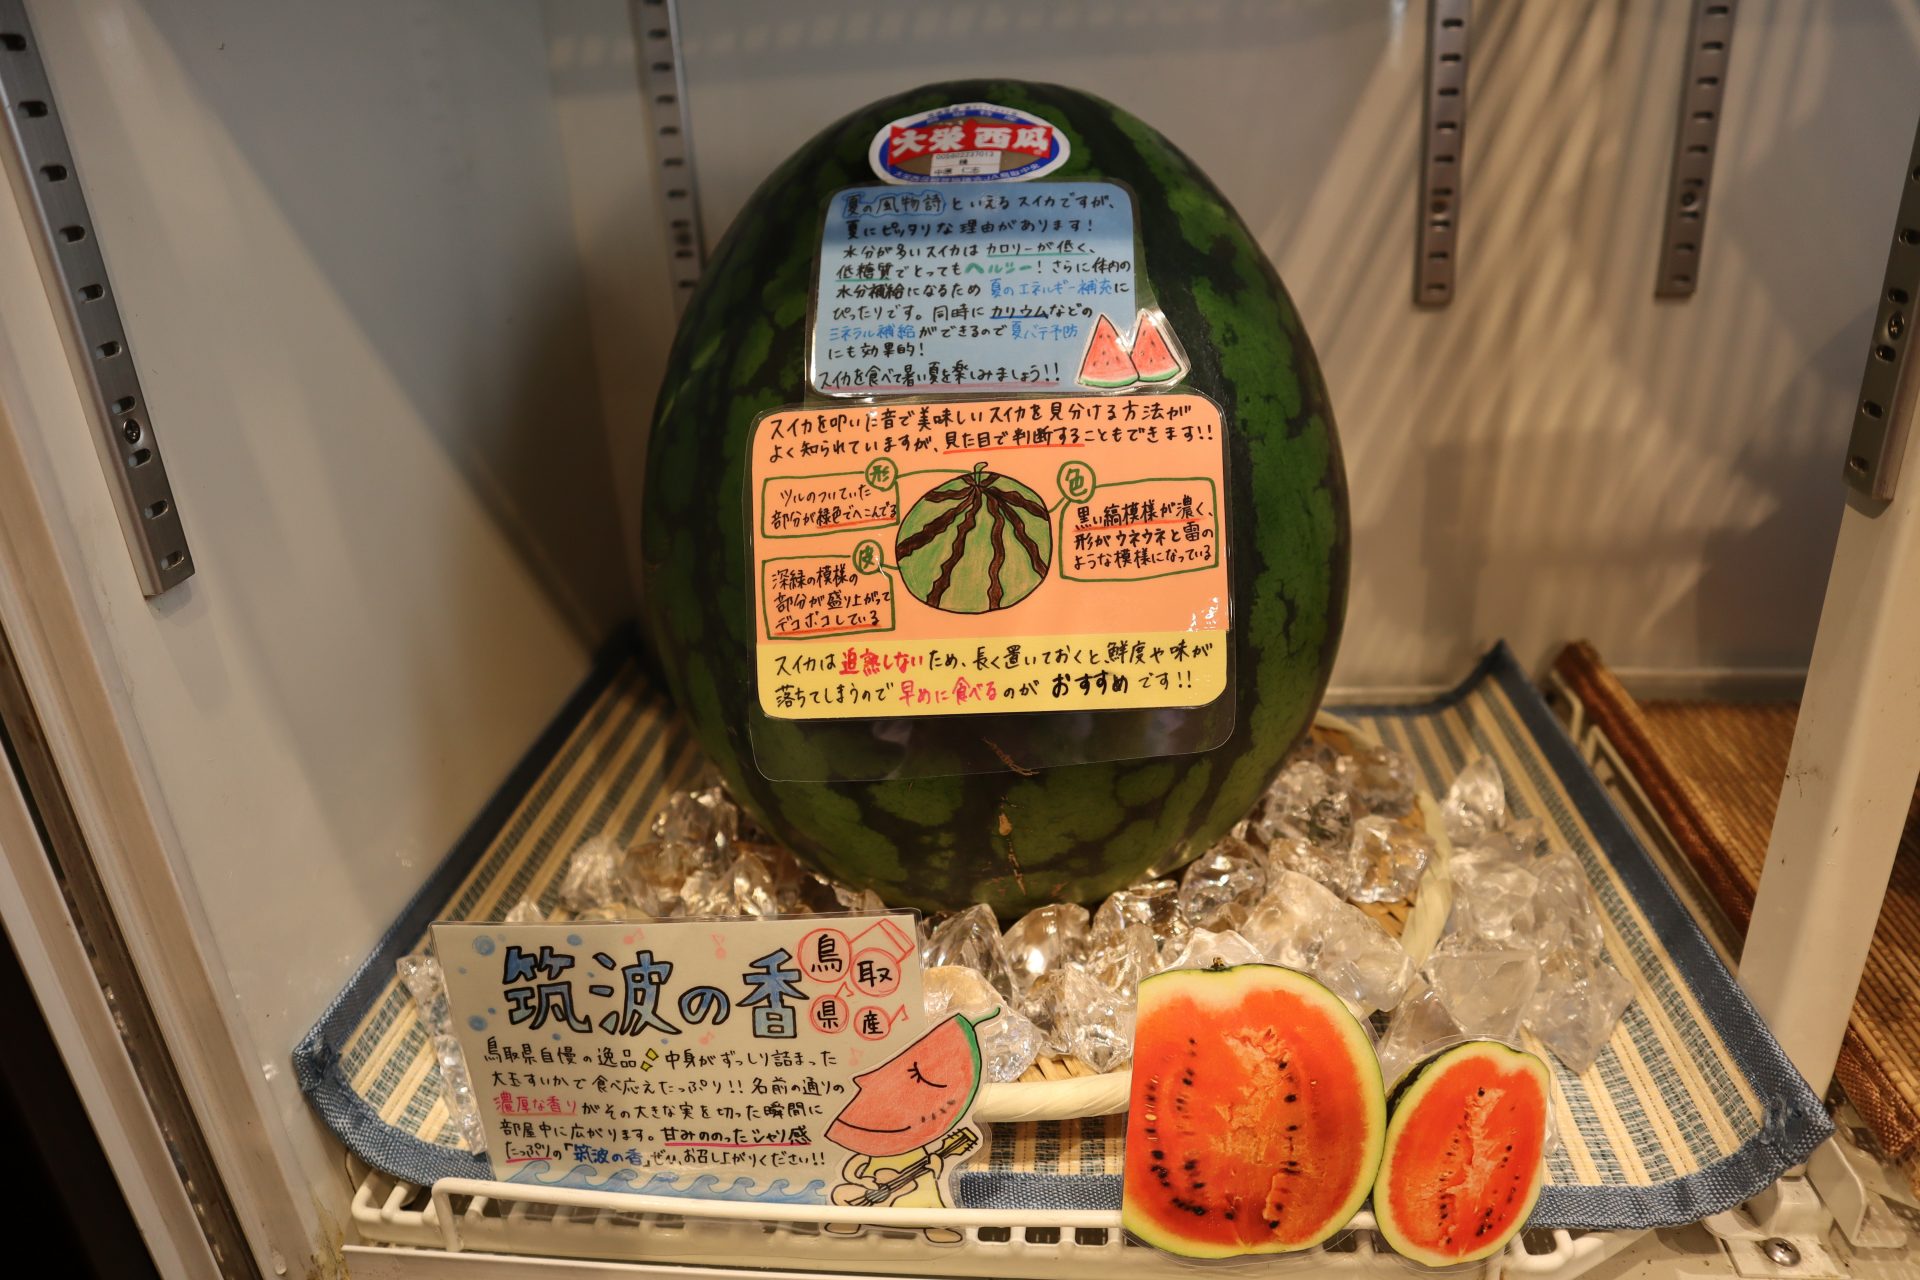 大栄西瓜
夏の風物詩といえるスイカですが、
夏にピッタリな理由があります!
水分が多いスイカはカロリーが低く、
低糖質でとってもヘルシー!さらに体内の
水分補給になるため夏のエネルギー補充に
ぴったりです。同時にカリウムなどの
ミネラル補給ができるので夏バテ予防
にも効果的!
スイカを食べて暑い夏を楽しみましょう!!
スイカを叩いた音で美味しいスイカを見分ける方法が
よく知られていますが、見た目で判断することもできます!!
形
ツルのついていた
部分が緑色でへこんでる
色
黒い縞模様が濃く、
形がウネウネと雷の
ような模様になっている
皮
深緑の模様の
部分が盛り上がって
デコボコしている
スイカは追熟しないため、長く置いておくと、鮮度や味が
落ちてしまうので早めに食べるのがおすすめです!!
筑波の香
鳥取県産
鳥取県自慢の逸品 中身がずっしり詰まった
大玉すいかで食べ応えたっぷり!!名前の通りの
濃厚な香りがその大きな実を切った瞬間に
部屋中に広がります。甘みののったシャリ感
たっぷりの「筑波の香」ぜひ、お召し上がりください!!